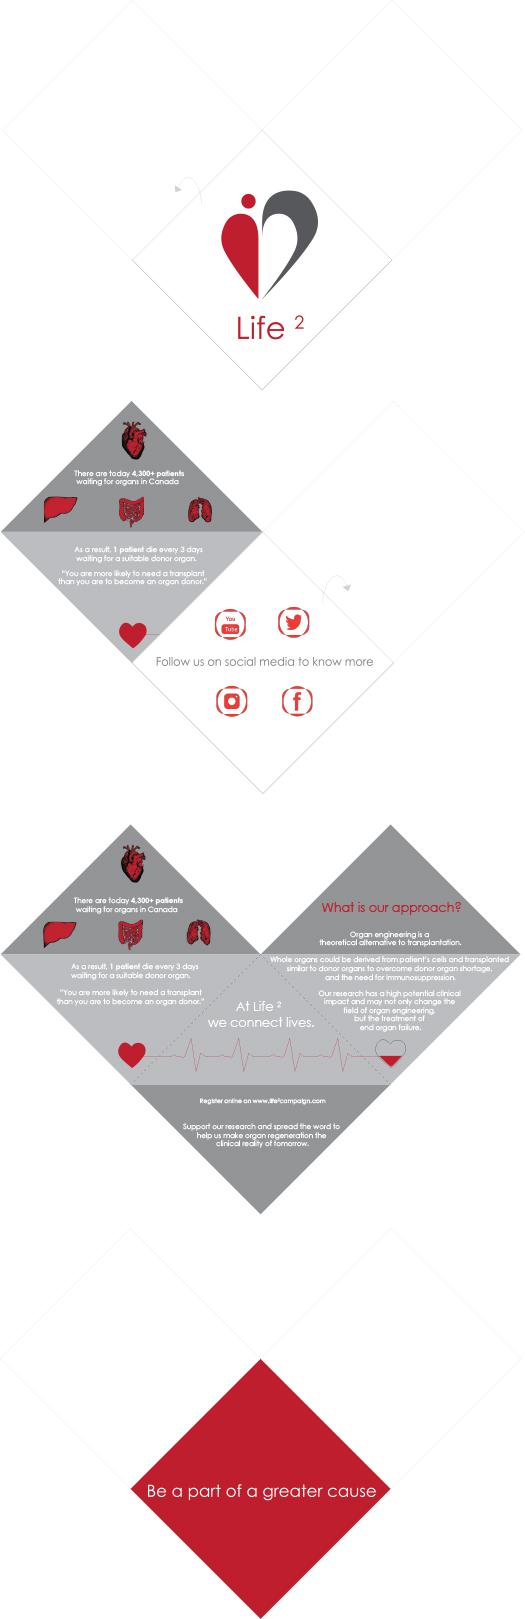 Life ²
There are today 4,300+ patients
waiting for organs in Canada
As a result, 1 patient die every 3 days
waiting for a suitable donor organ.
"You are more likely to need a transplant
than you are to become an organ donor."
You
Tube
Follow us on social media to know more
There are today 4,300+ patients
waiting for organs in Canada
As a result, 1 patient die every 3 days
waiting for a suitable donor organ.
"You are more likely to need a transplant
than you are to become an organ donor."
What is our approach?
Organ engineering is a
theoretical alternative to transplantation.
Whole organs could be derived from patient's cells and transplanted
similar to donor organs to overcome donor organ shortage,
and the need for immunosuppression.
Our research has a high potential clinical
impact and may not only change the
field of organ engineering,
but the treatment of
end organ failure.
At Life ²
we connect lives.
Register online on www.life²campaign.com
Support our research and spread the word to
help us make organ regeneration the
clinical reality of tomorrow.
Be a part of a greater cause